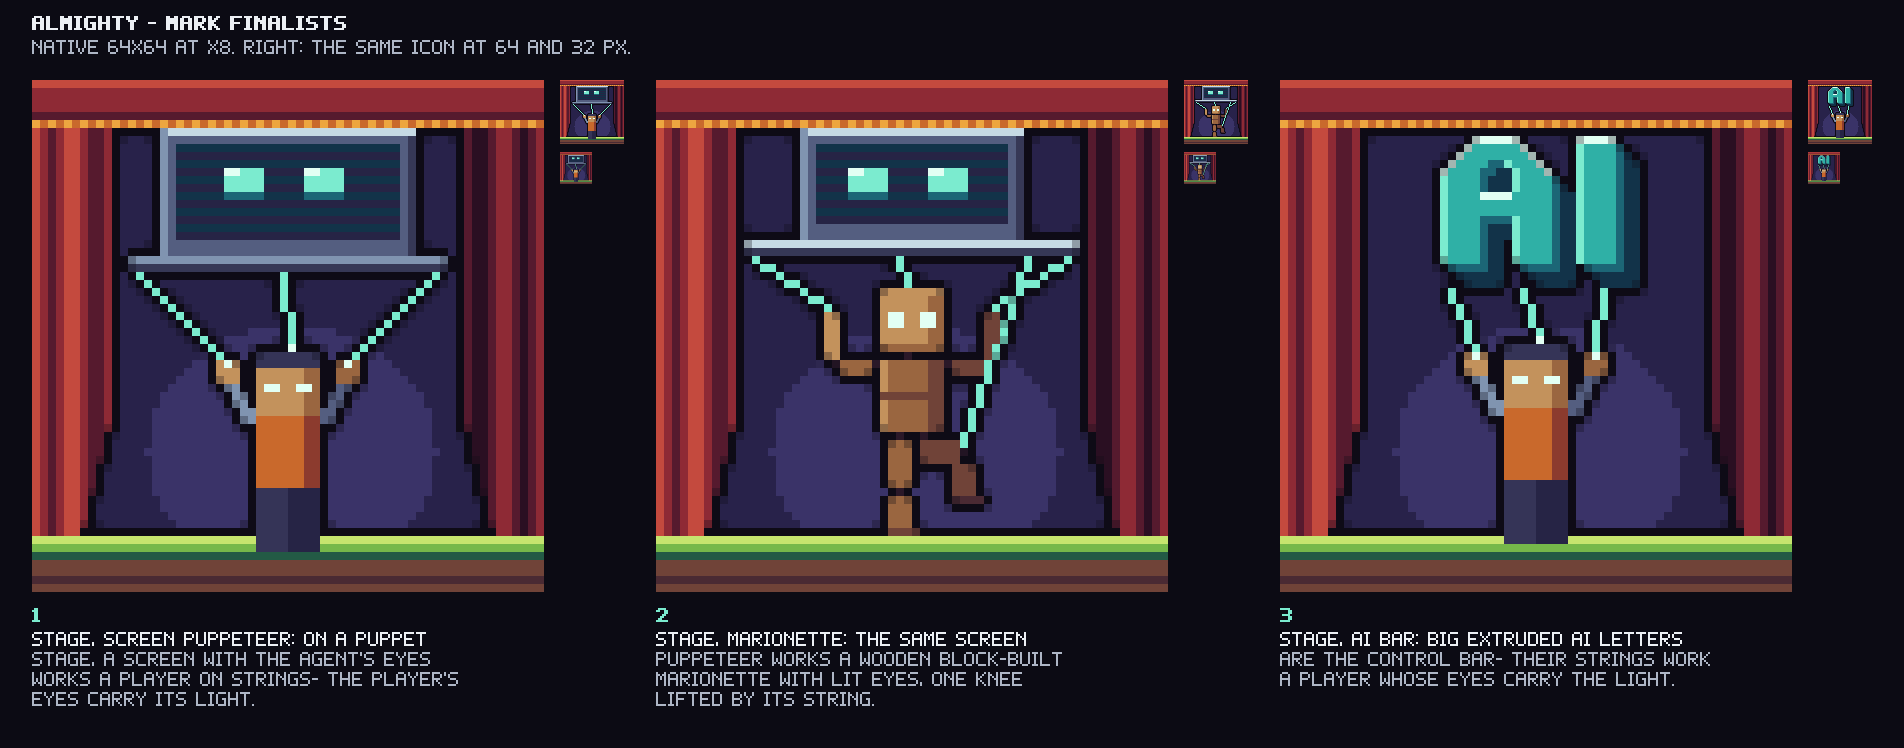 ALMIGHTY - MARK FINALISTS
NATIVE 64X64 AT X8. RIGHT: THE SAME ICON AT 64 AND 32 PX.
AI
AI
AI
1
STAGE. SCREEN PUPPETEER: ON A PUPPET
STAGE. A SCREEN WITH THE AGENT'S EYES
WORKS A PLAYER ON STRINGS- THE PLAYER'S
EYES CARRY ITS LIGHT.
2
STAGE. MARIONETTE: THE SAME SCREEN
PUPPETEER WORKS A WOODEN BLOCK-BUILT
MARIONETTE WITH LIT EYES. ONE KNEE
LIFTED BY ITS STRING.
3
STAGE. AI BAR: BIG EXTRUDED AI LETTERS
ARE THE CONTROL BAR- THEIR STRINGS WORK
A PLAYER WHOSE EYES CARRY THE LIGHT.